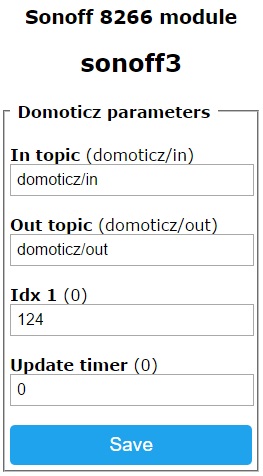 Sonoff 8266 module
sonoff3
Domoticz parameters
In topic (domoticz/in)
domoticz/in
Out topic (domoticz/out)
domoticz/out
Idx 1 (0)
124
Update timer (0)
0
Save